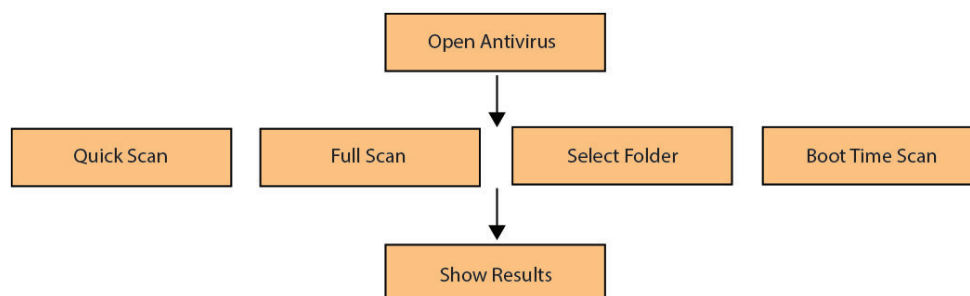 Open Antivirus
Quick Scan
Full Scan
Select Folder
Boot Time Scan
Show Results